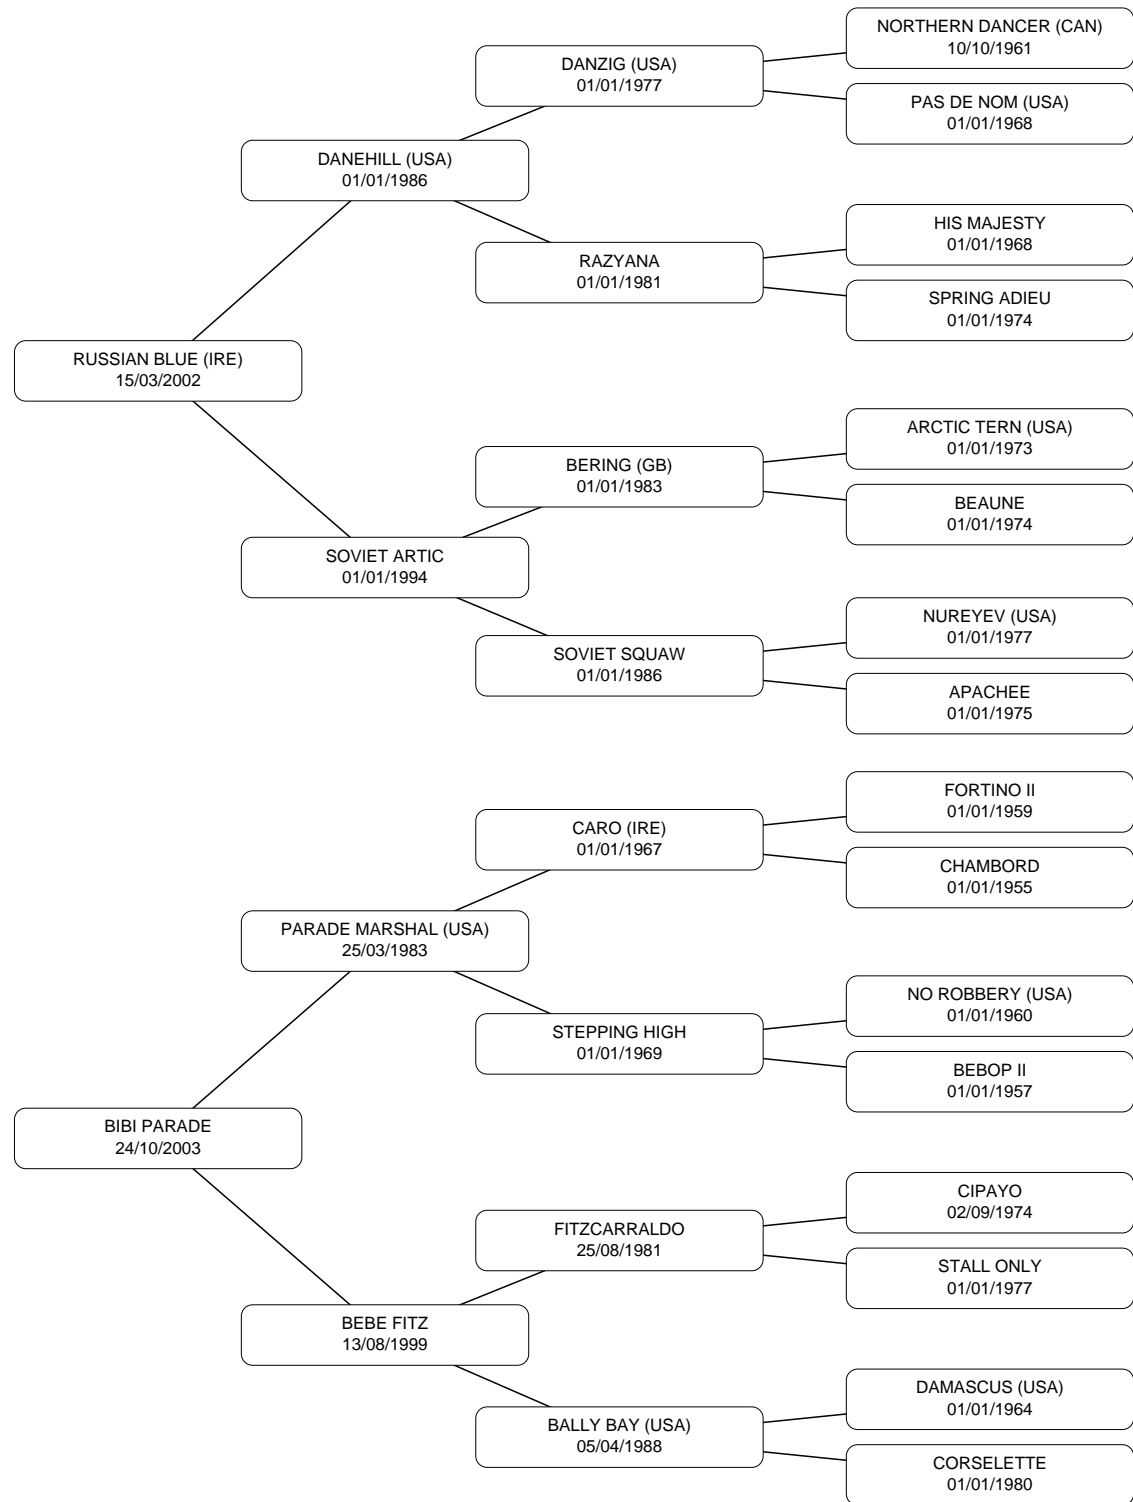 NORTHERN DANCER (CAN)
10/10/1961
DANZIG (USA)
01/01/1977
PAS DE NOM (USA)
01/01/1968
DANEHILL (USA)
01/01/1986
HIS MAJESTY
01/01/1968
RAZYANA
01/01/1981
SPRING ADIEU
01/01/1974
RUSSIAN BLUE (IRE)
15/03/2002
ARCTIC TERN (USA)
01/01/1973
BERING (GB)
01/01/1983
BEAUNE
01/01/1974
SOVIET ARTIC
01/01/1994
NUREYEV (USA)
01/01/1977
SOVIET SQUAW
01/01/1986
APACHEE
01/01/1975
FORTINO II
01/01/1959
CARO (IRE)
01/01/1967
CHAMBORD
01/01/1955
PARADE MARSHAL (USA)
25/03/1983
NO ROBBERY (USA)
01/01/1960
STEPPING HIGH
01/01/1969
BEBOP II
01/01/1957
BIBI PARADE
24/10/2003
CIPAYO
02/09/1974
FITZCARRALDO
25/08/1981
STALL ONLY
01/01/1977
BEBE FITZ
13/08/1999
DAMASCUS (USA)
01/01/1964
BALLY BAY (USA)
05/04/1988
CORSELETTE
01/01/1980